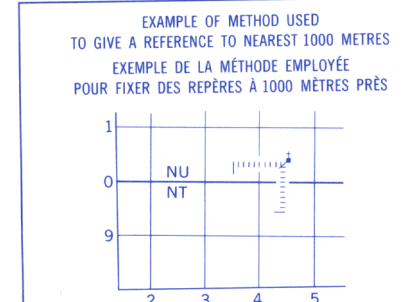 EXAMPLE OF METHOD USED
TO GIVE A REFERENCE TO NEAREST 1000 METRES
EXEMPLE DE LA MÉTHODE EMPLOYÉE
POUR FIXER DES REPÈRES À 1000 MÈTRES PRÈS
1
NU
0
NT
9
2 3 4 5